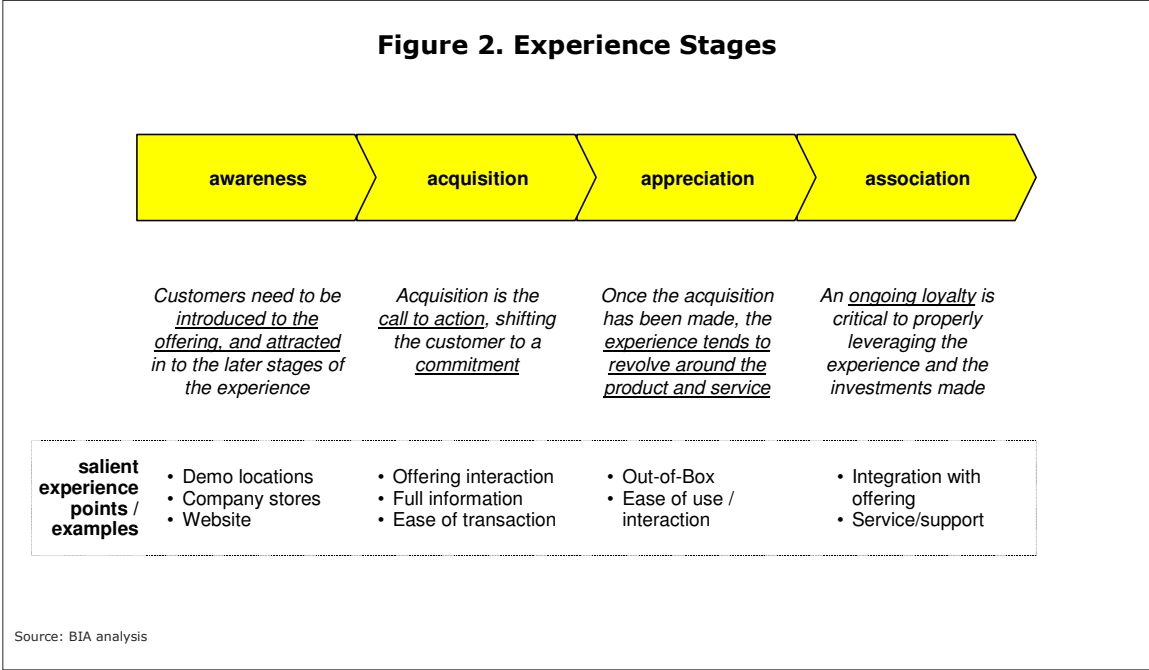 Figure 2. Experience Stages
awareness
acquisition
appreciation
association
Customers need to be
introduced to the
offering, and attracted
in to the later stages of
the experience
Acquisition is the
call to action, shifting
the customer to a
commitment
Once the acquisition
has been made, the
experience tends to
revolve around the
product and service
An ongoing loyalty is
critical to properly
leveraging the
experience and the
investments made
salient
experience
points /
examples
• Demo locations
• Company stores
• Website
• Offering interaction
• Full information
• Ease of transaction
• Out-of-Box
• Ease of use /
interaction
• Integration with
offering
• Service/support
Source: BIA analysis